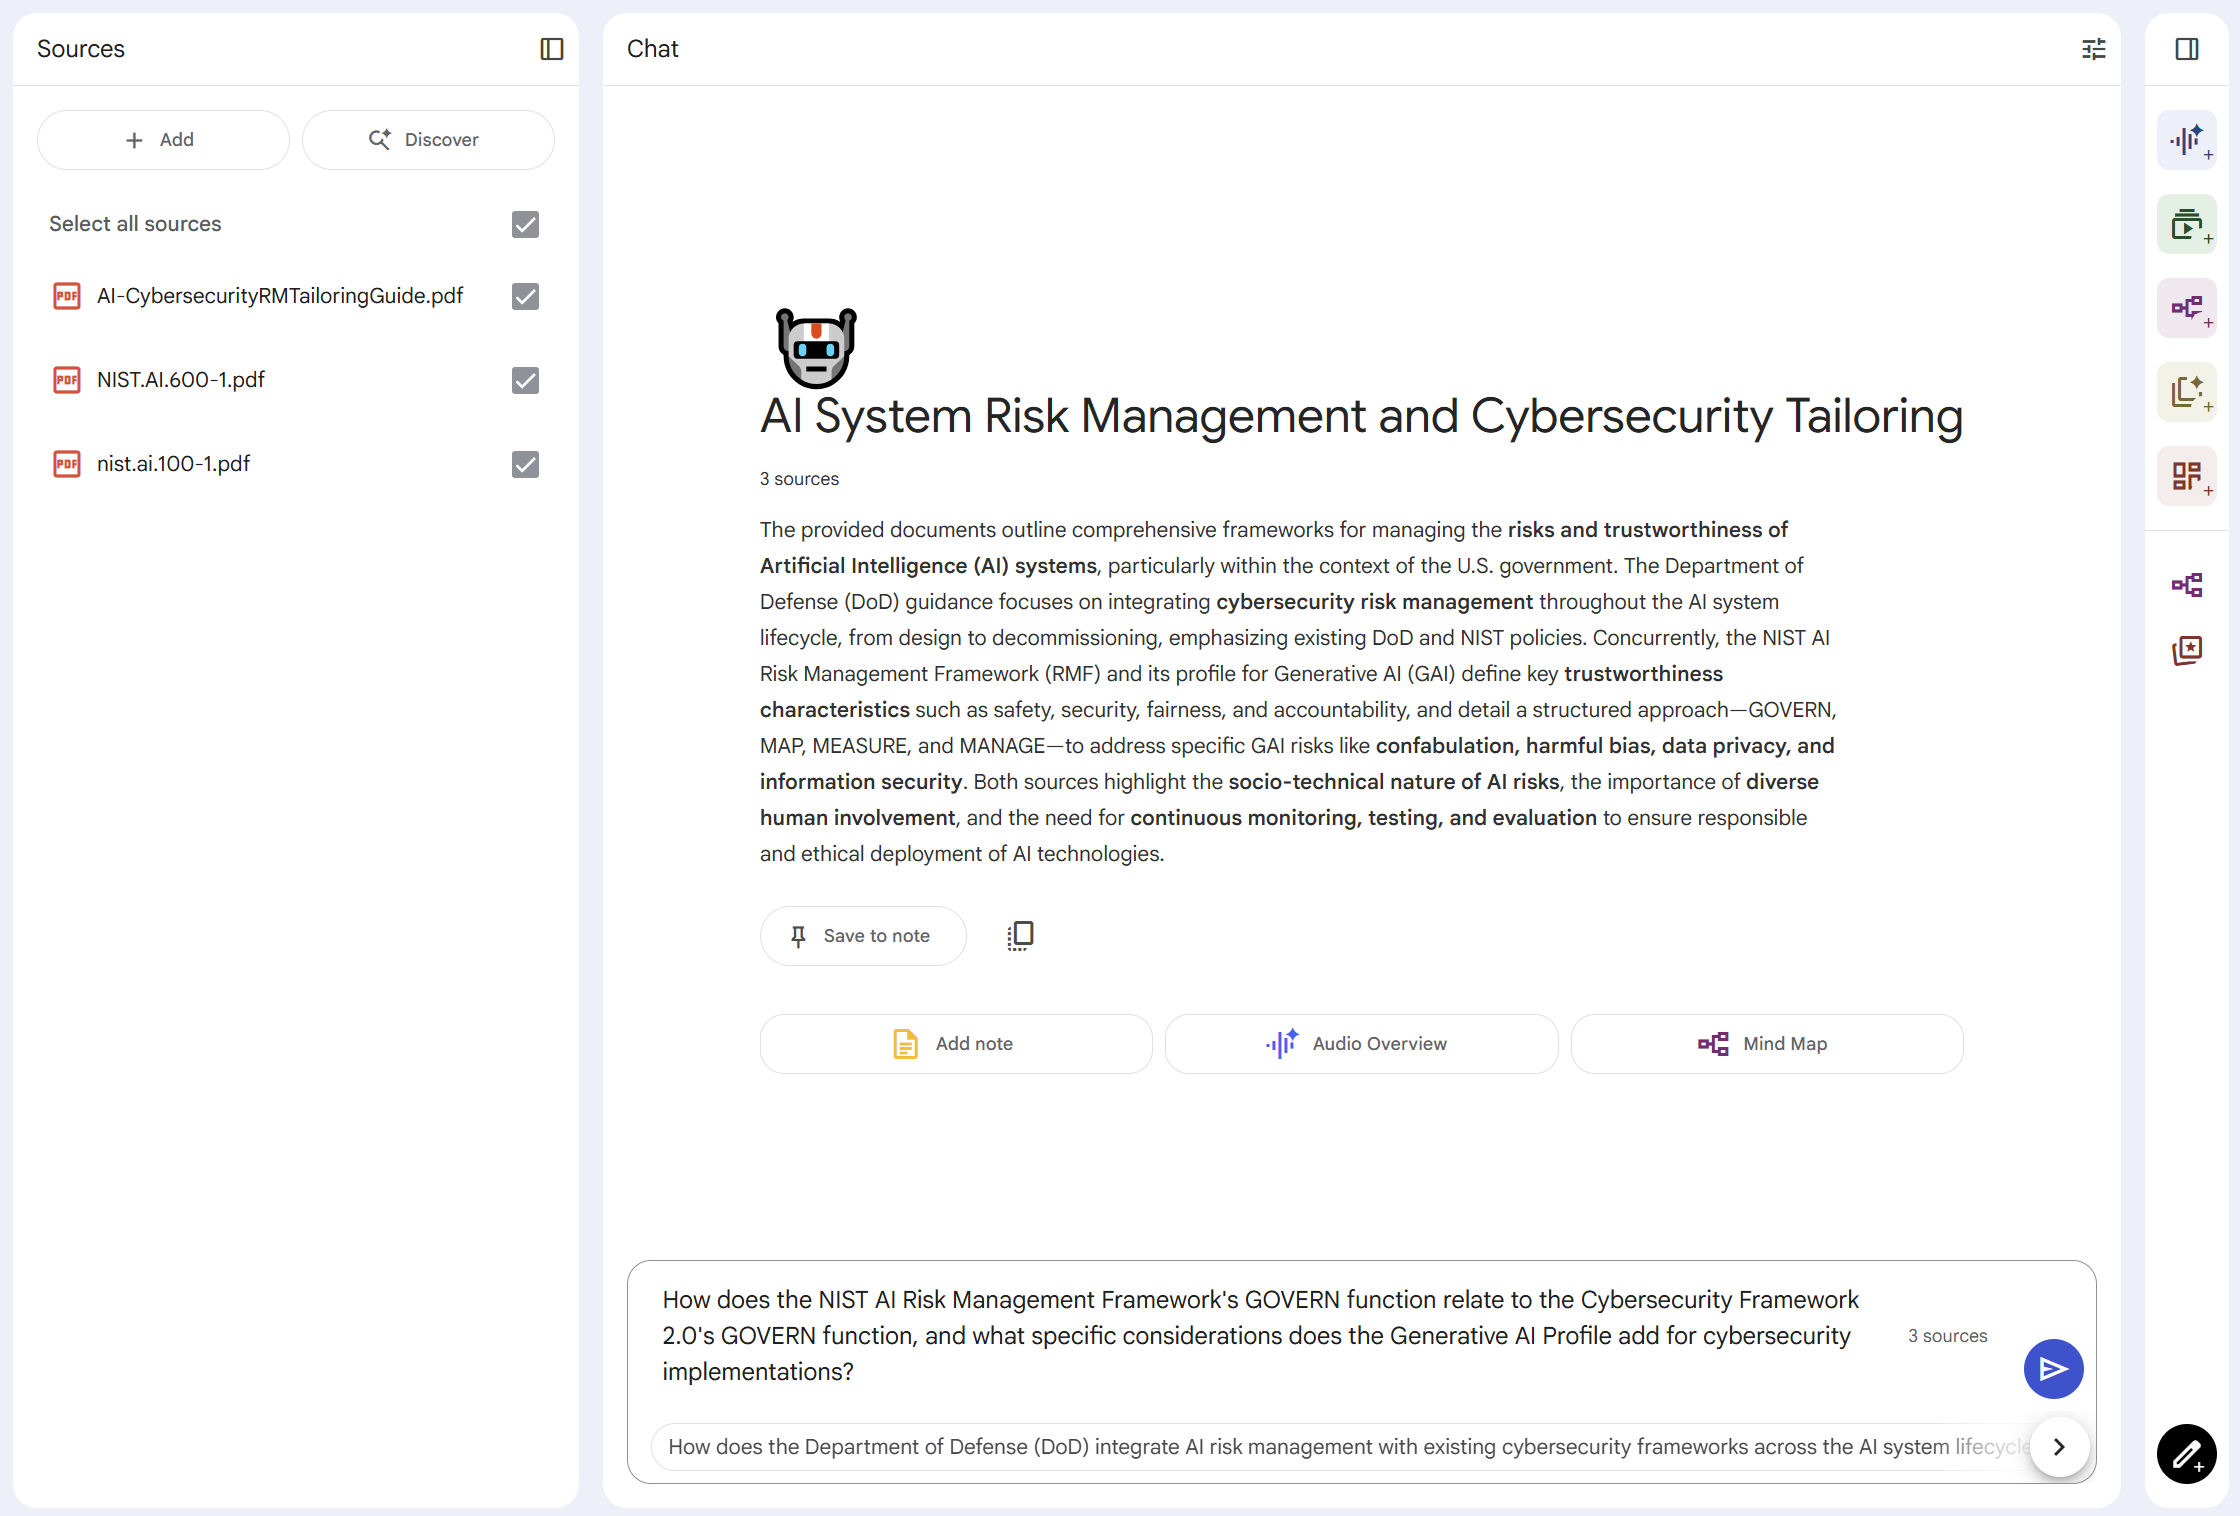 Sources
Add
Discover
Select all sources
PDF AI-CybersecurityRMTailoringGuide.pdf
PDF NIST.AI.600-1.pdf
PDF nist.ai.100-1.pdf
Chat
AI System Risk Management and Cybersecurity Tailoring
3 sources
The provided documents outline comprehensive frameworks for managing the risks and trustworthiness of
Artificial Intelligence (AI) systems, particularly within the context of the U.S. government. The Department of
Defense (DoD) guidance focuses on integrating cybersecurity risk management throughout the AI system
lifecycle, from design to decommissioning, emphasizing existing DoD and NIST policies. Concurrently, the NIST AI
Risk Management Framework (RMF) and its profile for Generative AI (GAI) define key trustworthiness
characteristics such as safety, security, fairness, and accountability, and detail a structured approach—GOVERN,
MAP, MEASURE, and MANAGE—to address specific GAI risks like confabulation, harmful bias, data privacy, and
information security. Both sources highlight the socio-technical nature of AI risks, the importance of diverse
human involvement, and the need for continuous monitoring, testing, and evaluation to ensure responsible
and ethical deployment of AI technologies.
Save to note
Add note
Audio Overview
Mind Map
How does the NIST AI Risk Management Framework's GOVERN function relate to the Cybersecurity Framework
2.0's GOVERN function, and what specific considerations does the Generative AI Profile add for cybersecurity
implementations?
3 sources
How does the Department of Defense (DoD) integrate AI risk management with existing cybersecurity frameworks across the AI system lifecycle